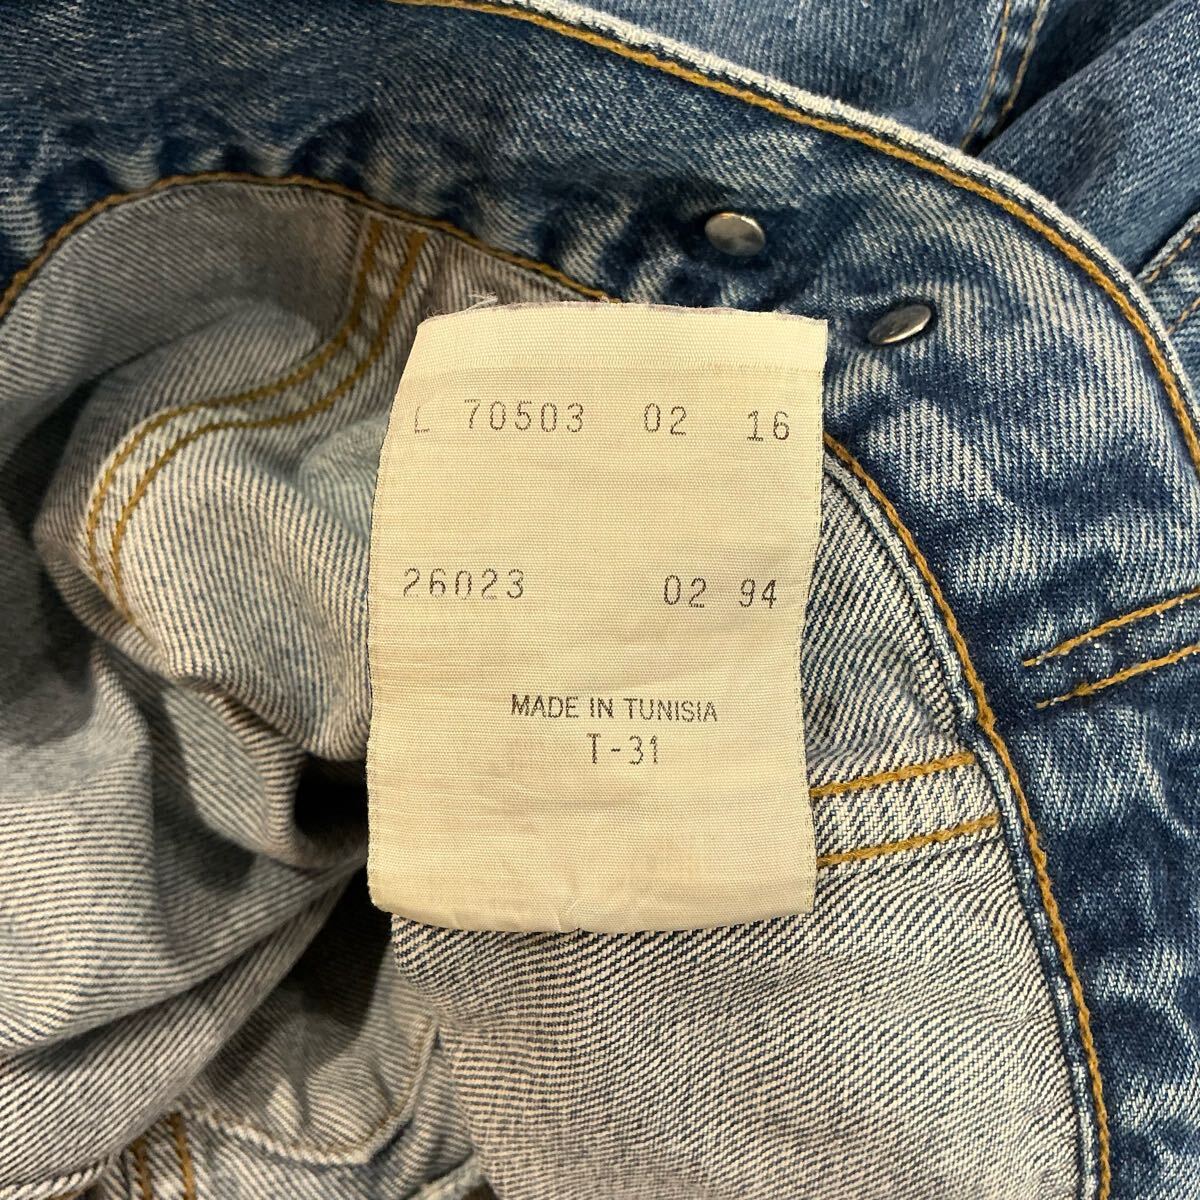 L 70503 02 16
26023 02 94
MADE IN TUNISIA
T-31